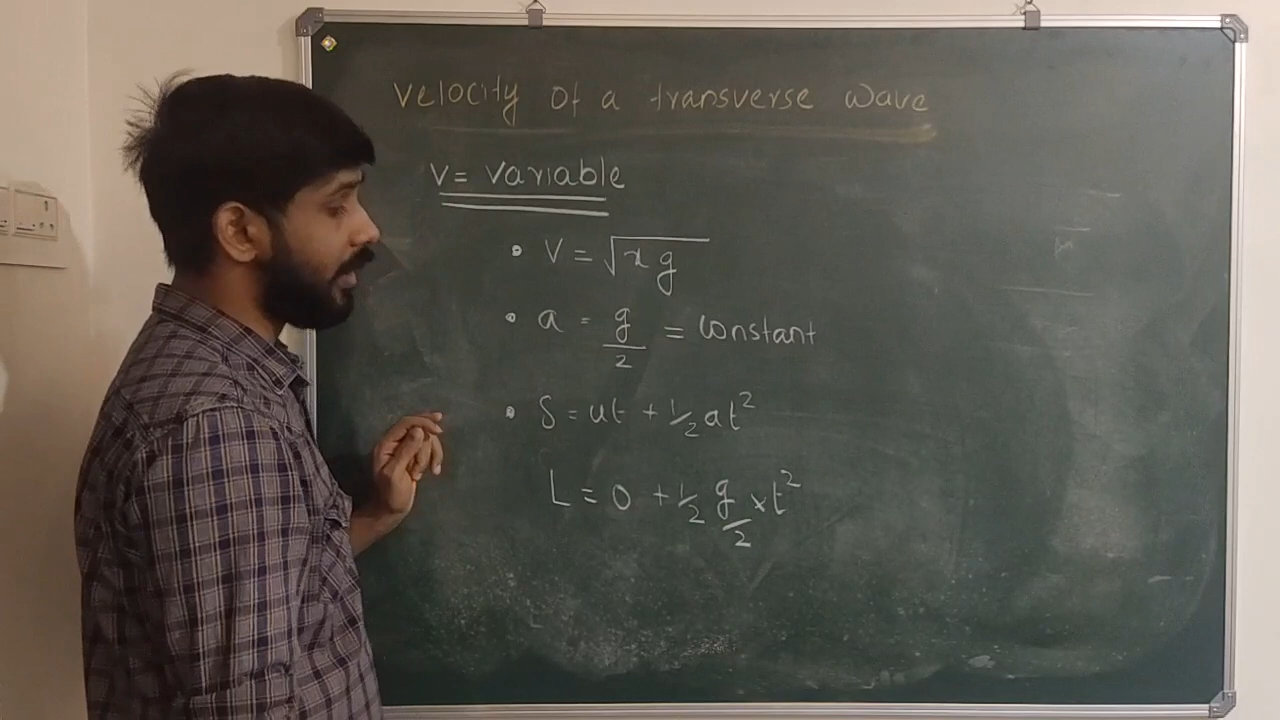 Velocity of a transverse wave
V = Variable
• V = √xg
• a = g/2 = constant
• S = ut + 1/2 at²
L = 0 + 1/2 g/2 × t²